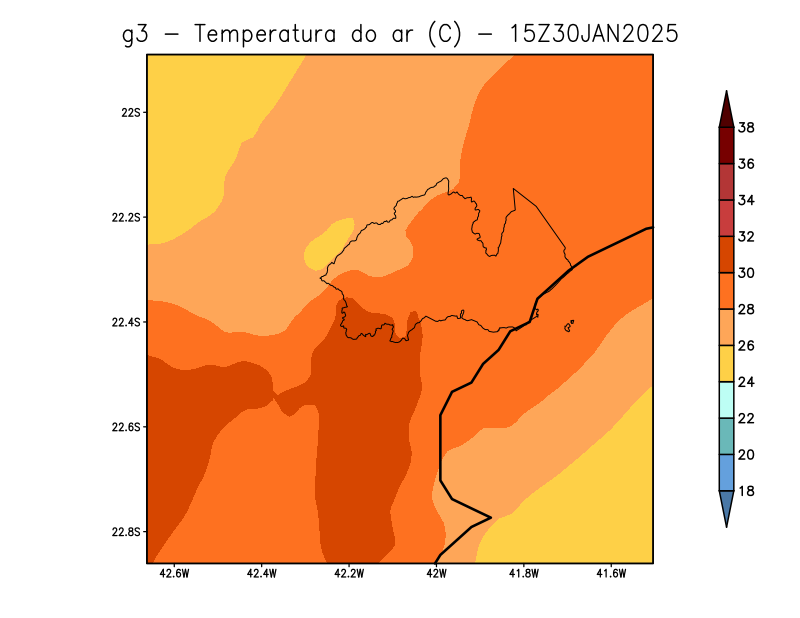 g3 − Temperatura do ar (C) − 15Z30JAN2025
22S
22.2S
22.4S
22.6S
22.8S
42.6W
42.4W
42.2W
42W
41.8W
41.6W
38
36
34
32
30
28
26
24
22
20
18